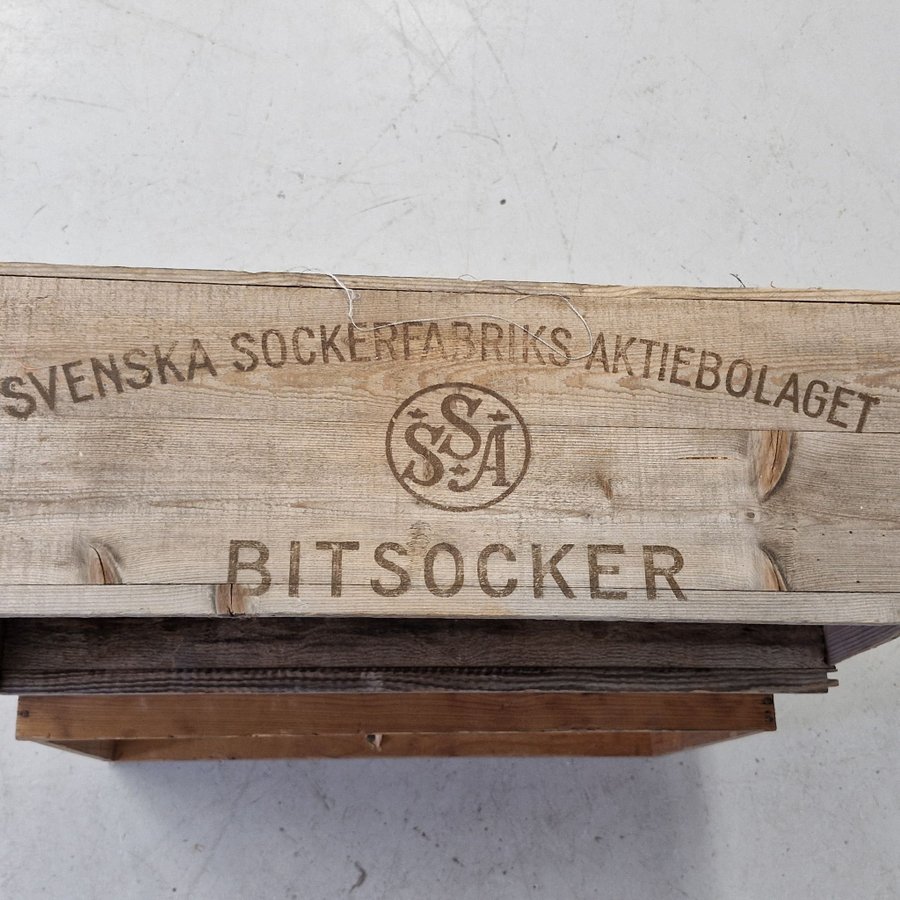 SVENSKA SOCKERFABRIKS AKTIEBOLAGET
SSA
BITSOCKER